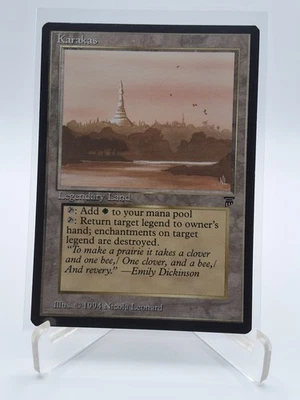 Karakas
Legendary Land
: Add to your mana pool
: Return target legend to owner's
hand; enchantments on target
legend are destroyed.
"To make a prairie it takes a clover
and one bee,/ One clover, and a bee,/
And revery." —Emily Dickinson
Illus. © 1994 Nicola Leonard